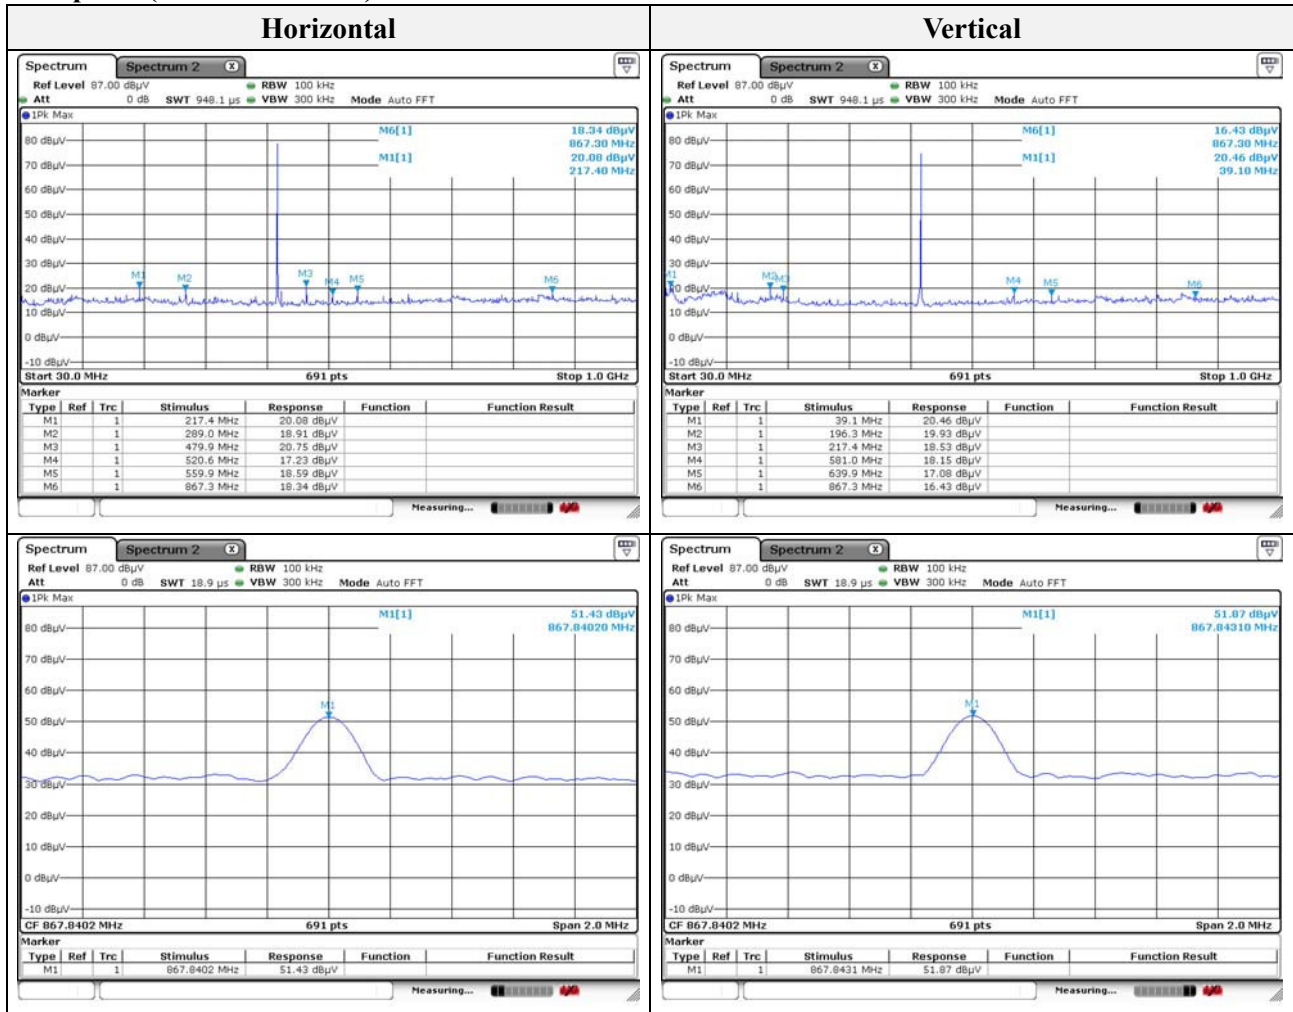 Horizontal
Vertical
Spectrum Spectrum 2 X
Ref Level 87.00 dBµV RBW 100 kHz
Att 0 dB SWT 948.1 µs VBW 300 kHz Mode Auto FFT
1Pk Max
M6[1] 18.34 dBµV
867.30 MHz
M1[1] 20.08 dBµV
217.40 MHz
80 dBµV
70 dBµV
60 dBµV
50 dBµV
40 dBµV
30 dBµV
20 dBµV
10 dBµV
0 dBµV
-10 dBµV
M1 M2 M3 M4 M5 M6
Start 30.0 MHz 691 pts Stop 1.0 GHz
Marker
Type Ref Trc Stimulus Response Function Function Result
M1 1 217.4 MHz 20.08 dBµV
M2 1 289.0 MHz 18.91 dBµV
M3 1 479.9 MHz 20.75 dBµV
M4 1 520.6 MHz 17.23 dBµV
M5 1 559.9 MHz 18.59 dBµV
M6 1 867.3 MHz 18.34 dBµV
Measuring...
Spectrum Spectrum 2 X
Ref Level 87.00 dBµV RBW 100 kHz
Att 0 dB SWT 948.1 µs VBW 300 kHz Mode Auto FFT
1Pk Max
M6[1] 16.43 dBµV
867.30 MHz
M1[1] 20.46 dBµV
39.10 MHz
80 dBµV
70 dBµV
60 dBµV
50 dBµV
40 dBµV
30 dBµV
20 dBµV
10 dBµV
0 dBµV
-10 dBµV
M1 M2 M3 M4 M5 M6
Start 30.0 MHz 691 pts Stop 1.0 GHz
Marker
Type Ref Trc Stimulus Response Function Function Result
M1 1 39.1 MHz 20.46 dBµV
M2 1 196.3 MHz 19.93 dBµV
M3 1 217.4 MHz 18.53 dBµV
M4 1 581.0 MHz 18.15 dBµV
M5 1 639.9 MHz 17.08 dBµV
M6 1 867.3 MHz 16.43 dBµV
Measuring...
Spectrum Spectrum 2 X
Ref Level 87.00 dBµV RBW 100 kHz
Att 0 dB SWT 18.9 µs VBW 300 kHz Mode Auto FFT
1Pk Max
M1[1] 51.43 dBµV
867.84020 MHz
80 dBµV
70 dBµV
60 dBµV
50 dBµV
40 dBµV
30 dBµV
20 dBµV
10 dBµV
0 dBµV
-10 dBµV
M1
CF 867.8402 MHz 691 pts Span 2.0 MHz
Marker
Type Ref Trc Stimulus Response Function Function Result
M1 1 867.8402 MHz 51.43 dBµV
Measuring...
Spectrum Spectrum 2 X
Ref Level 87.00 dBµV RBW 100 kHz
Att 0 dB SWT 18.9 µs VBW 300 kHz Mode Auto FFT
1Pk Max
M1[1] 51.87 dBµV
867.84310 MHz
80 dBµV
70 dBµV
60 dBµV
50 dBµV
40 dBµV
30 dBµV
20 dBµV
10 dBµV
0 dBµV
-10 dBµV
M1
CF 867.8402 MHz 691 pts Span 2.0 MHz
Marker
Type Ref Trc Stimulus Response Function Function Result
M1 1 867.8431 MHz 51.87 dBµV
Measuring...